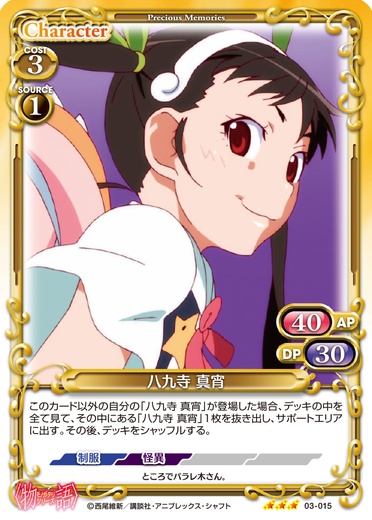 Precious Memories
Character
COST
3
SOURCE
1
40 AP
DP 30
八九寺 真宵
このカード以外の自分の「八九寺 真宵」が登場した場合、デッキの中を
全て見て、その中にある「八九寺 真宵」1枚を抜き出し、サポートエリア
に出す。その後、デッキをシャッフルする。
制服 怪異
ところでパララ木さん。
物語
©西尾維新／講談社・アニプレックス・シャフト
03-015